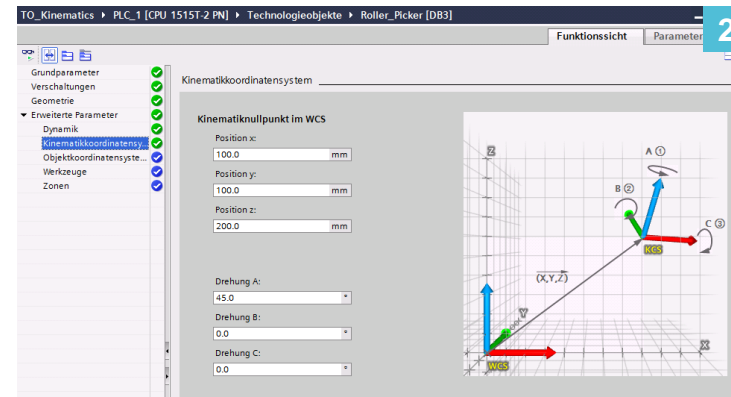 TO_Kinematics ▸ PLC_1 [CPU 1515T-2 PN] ▸ Technologieobjekte ▸ Roller_Picker [DB3]
2
Funktionssicht
Parameter
Grundparameter
Verschaltungen
Geometrie
Erweiterte Parameter
Dynamik
Kinematikkoordinatensy...
Objektkoordinatensyste...
Werkzeuge
Zonen
Kinematikkoordinatensystem
Kinematiknullpunkt im WCS
Position x:
100.0 mm
Position y:
100.0 mm
Position z:
200.0 mm
Drehung A:
45.0 °
Drehung B:
0.0 °
Drehung C:
0.0 °
Z
A ①
B ②
C ③
KCS
(X,Y,Z)
Y
X
WCS